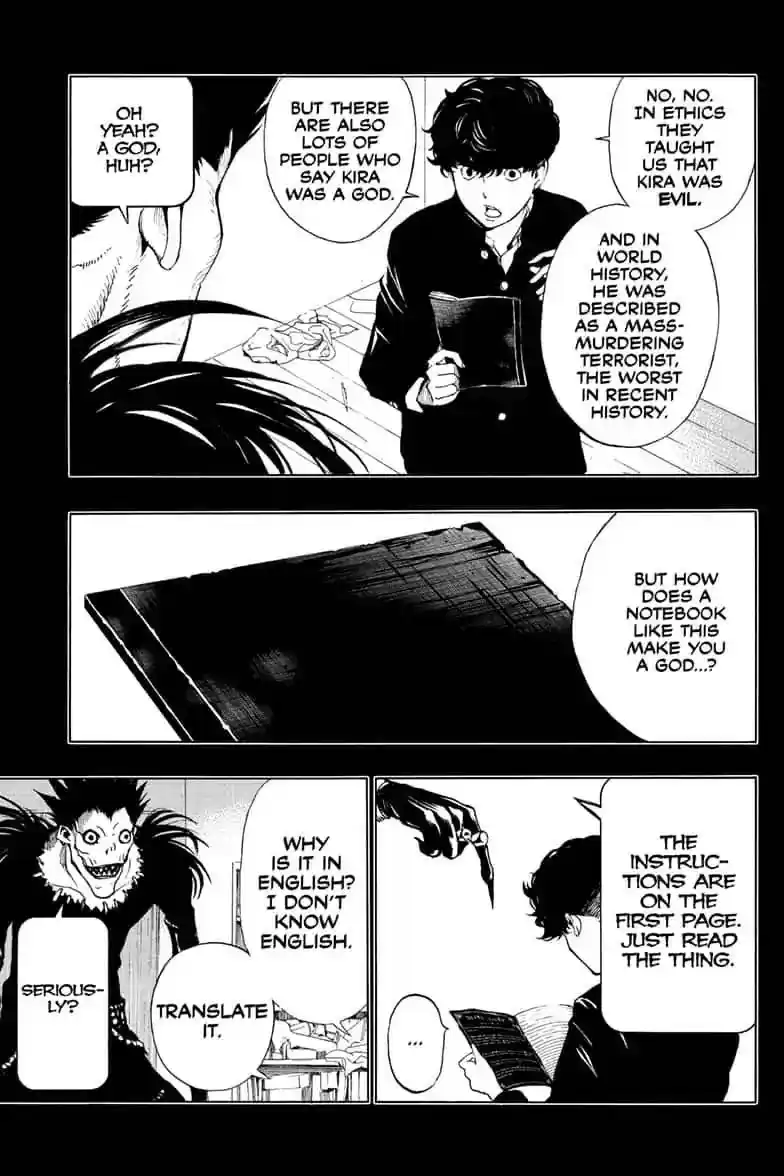 NO, NO.
IN ETHICS
THEY
TAUGHT
US THAT
KIRA WAS
EVIL.
AND IN
WORLD
HISTORY,
HE WAS
DESCRIBED
AS A MASS-
MURDERING
TERRORIST,
THE WORST
IN RECENT
HISTORY.
BUT THERE
ARE ALSO
LOTS OF
PEOPLE WHO
SAY KIRA
WAS A GOD.
OH
YEAH?
A GOD,
HUH?
BUT HOW
DOES A
NOTEBOOK
LIKE THIS
MAKE YOU
A GOD...?
THE
INSTRUC-
TIONS ARE
ON THE
FIRST PAGE.
JUST READ
THE THING.
...
WHY
IS IT IN
ENGLISH?
I DON'T
KNOW
ENGLISH.
TRANSLATE
IT.
SERIOUS-
LY?